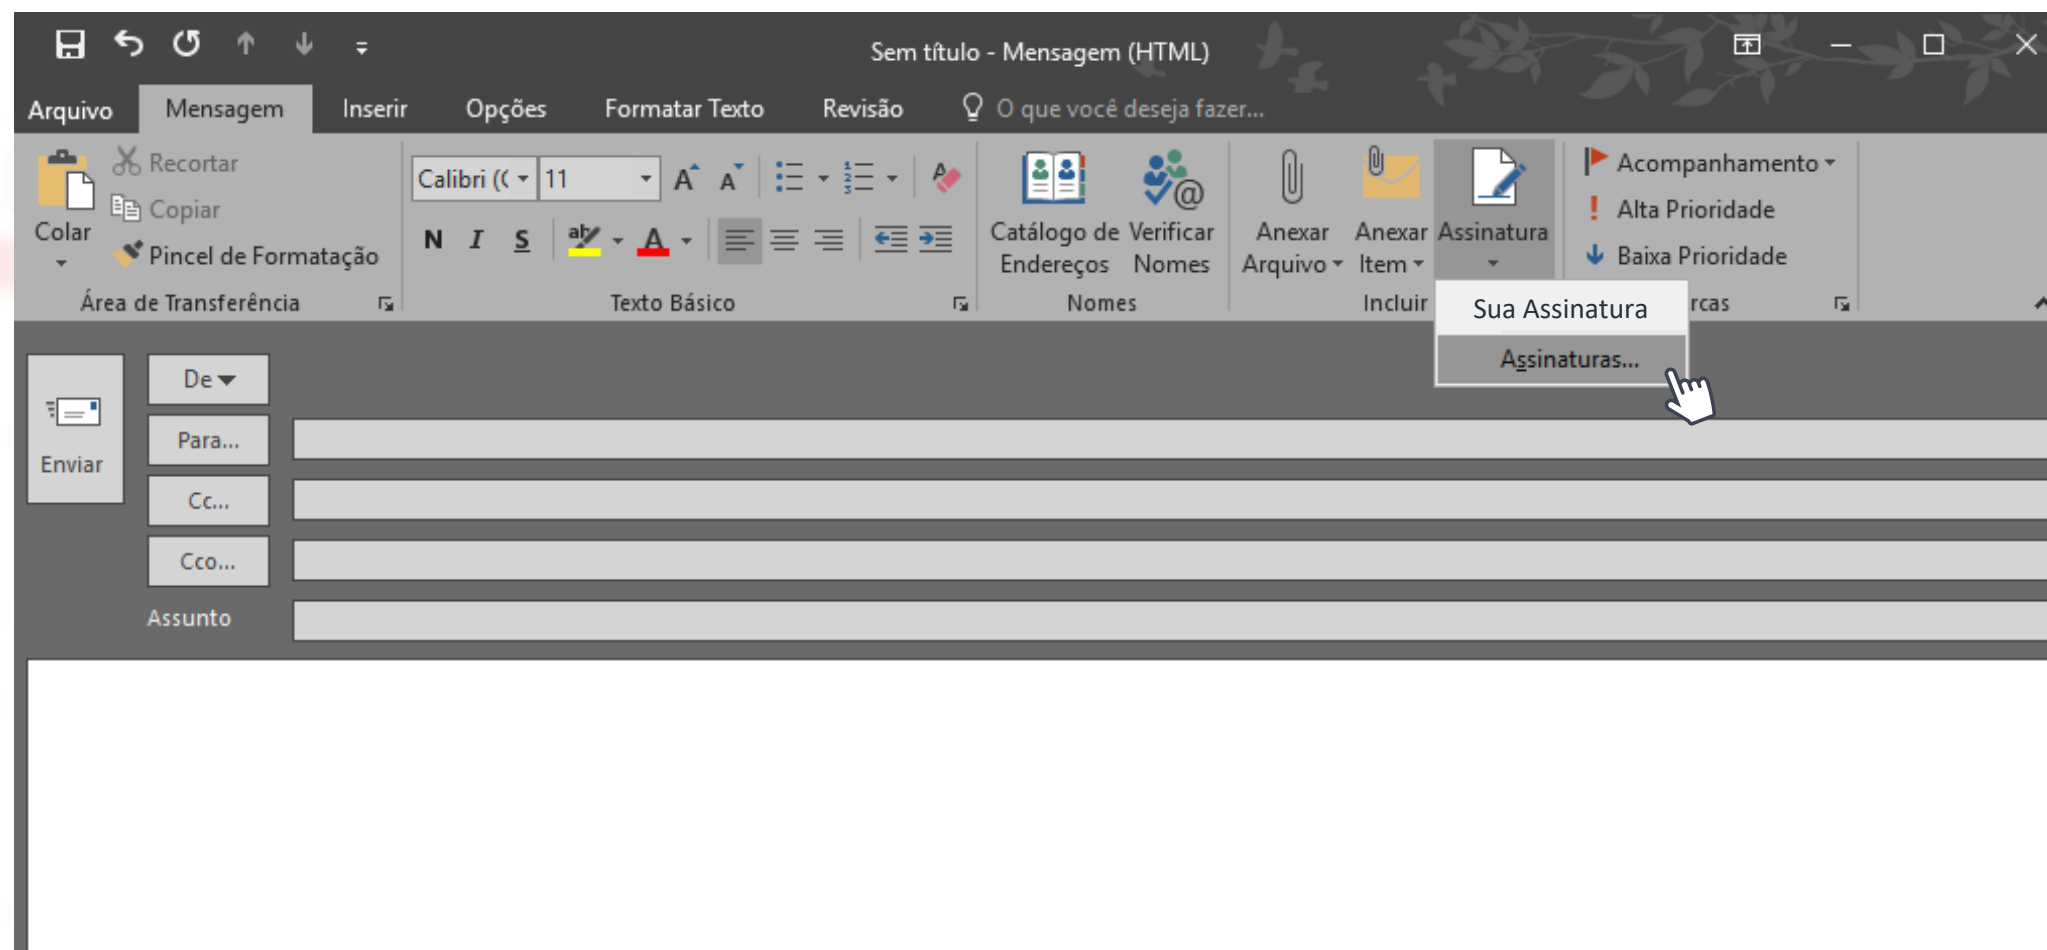 Sem título - Mensagem (HTML)
Arquivo Mensagem Inserir Opções Formatar Texto Revisão O que você deseja fazer...
Colar
Recortar
Copiar
Pincel de Formatação
Área de Transferência
Calibri (( 11
N I S
Texto Básico
Catálogo de Endereços
Verificar Nomes
Nomes
Anexar Arquivo
Anexar Item
Assinatura
Incluir
Acompanhamento
Alta Prioridade
Baixa Prioridade
rcas
Sua Assinatura
Assinaturas...
Enviar
De
Para...
Cc...
Cco...
Assunto